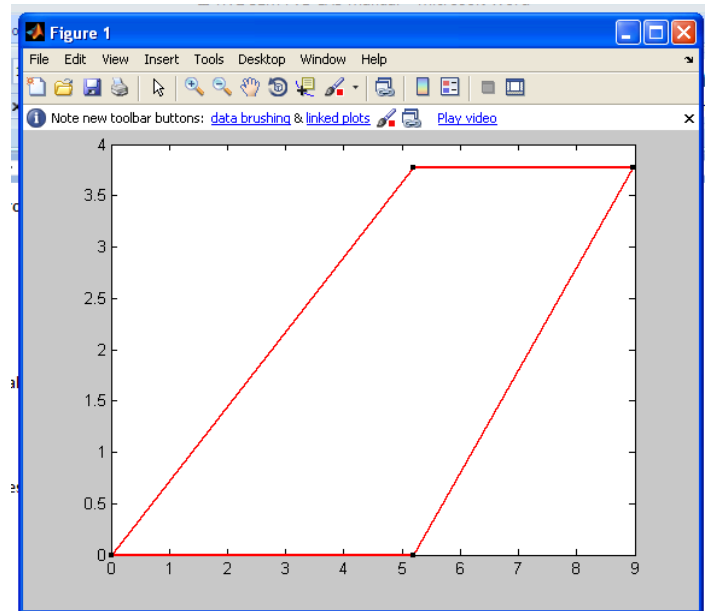 Figure 1
File Edit View Insert Tools Desktop Window Help
Note new toolbar buttons: data brushing & linked plots Play video
4
3.5
3
2.5
2
1.5
1
0.5
0
0 1 2 3 4 5 6 7 8 9